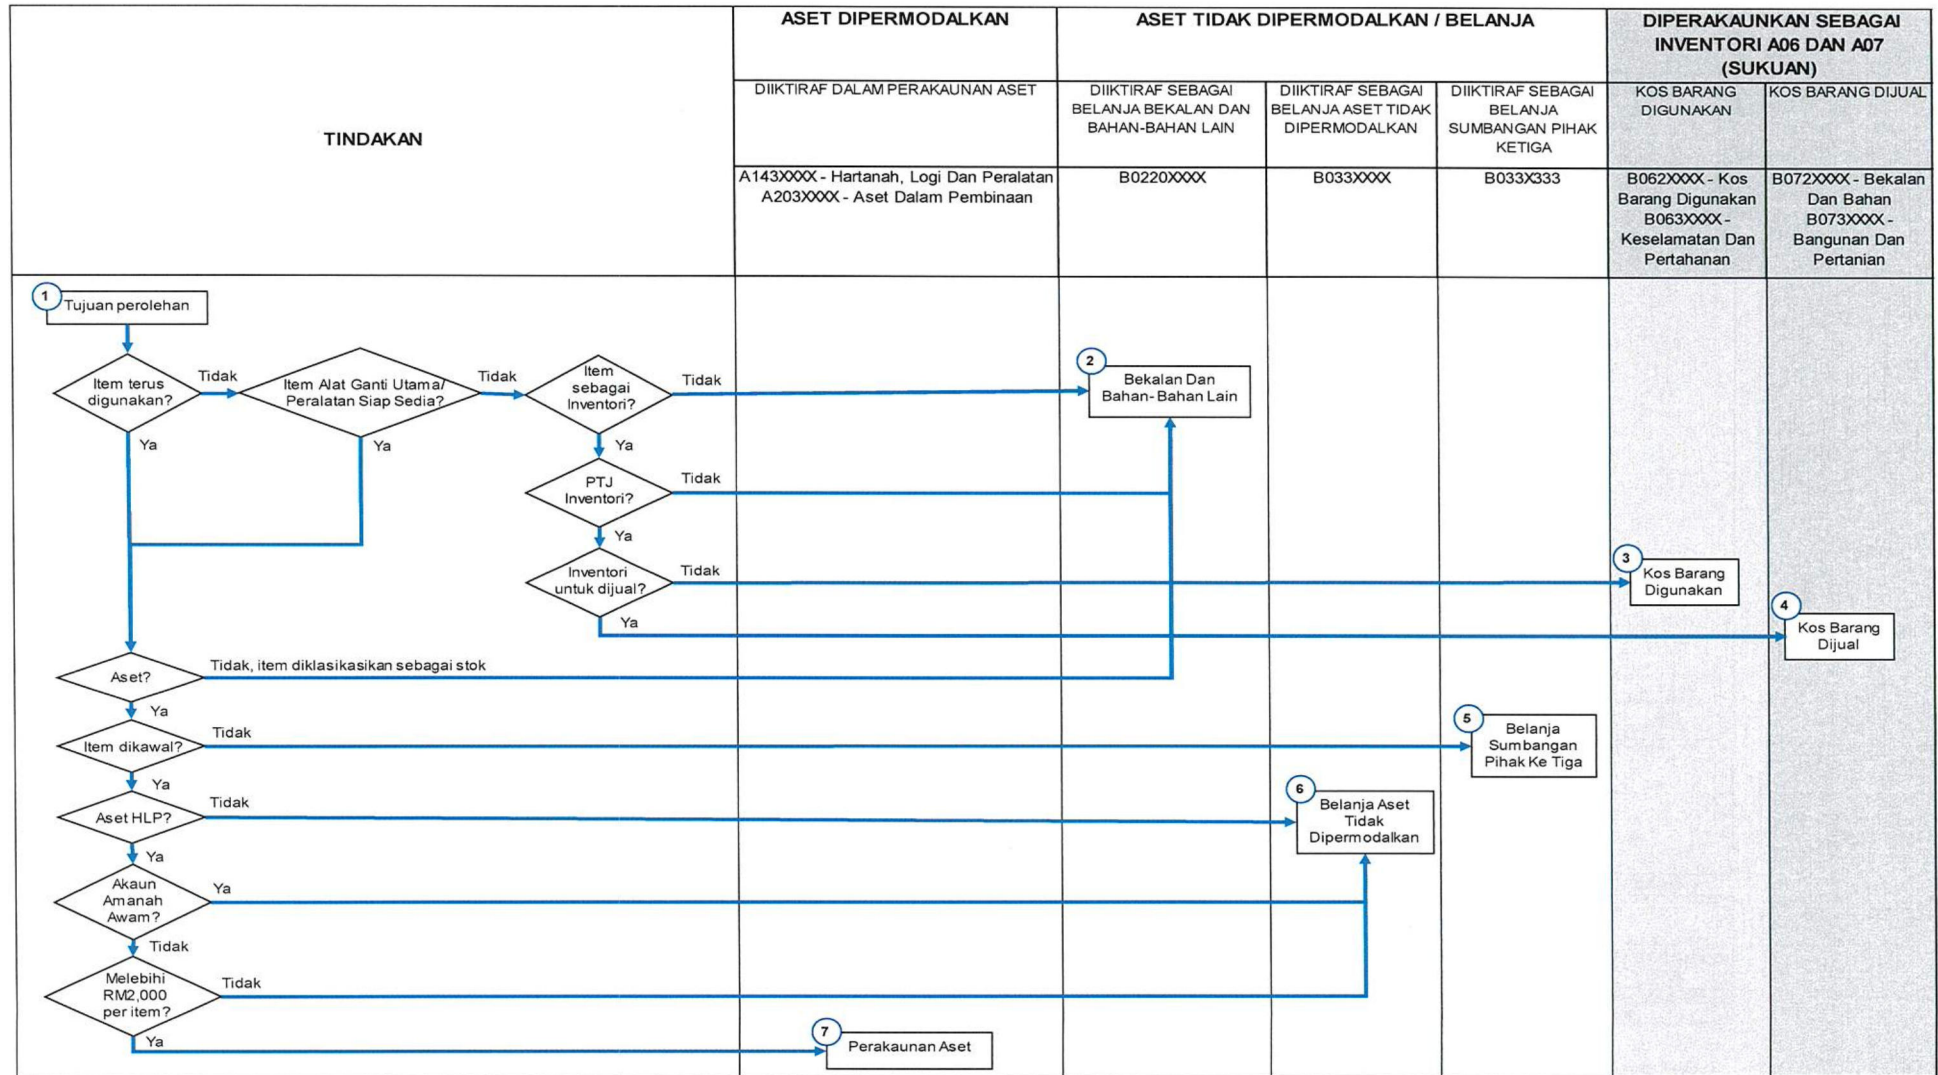 TINDAKAN
ASET DIPERMODALKAN
ASET TIDAK DIPERMODALKAN / BELANJA
DIPERAKAUNKAN SEBAGAI
INVENTORI A06 DAN A07
(SUKUAN)
DIIKTIRAF DALAM PERAKAUNAN ASET
DIIKTIRAF SEBAGAI
BELANJA BEKALAN DAN
BAHAN-BAHAN LAIN
DIIKTIRAF SEBAGAI
BELANJA ASET TIDAK
DIPERMODALKAN
DIIKTIRAF SEBAGAI
BELANJA
SUMBANGAN PIHAK
KETIGA
KOS BARANG
DIGUNAKAN
KOS BARANG DIJUAL
A143XXXX - Hartanah, Logi Dan Peralatan
A203XXXX - Aset Dalam Pembinaan
B0220XXXX
B033XXXX
B033X333
B062XXXX - Kos
Barang Digunakan
B063XXXX -
Keselamatan Dan
Pertahanan
B072XXXX - Bekalan
Dan Bahan
B073XXXX -
Bangunan Dan
Pertanian
1
Tujuan perolehan
Item terus
digunakan?
Tidak
Ya
Item Alat Ganti Utama/
Peralatan Siap Sedia?
Tidak
Ya
Item
sebagai
Inventori?
Tidak
Ya
2
Bekalan Dan
Bahan-Bahan Lain
PTJ
Inventori?
Tidak
Ya
Inventori
untuk dijual?
Tidak
Ya
3
Kos Barang
Digunakan
4
Kos Barang
Dijual
Aset?
Tidak, item diklasikasikan sebagai stok
Ya
Item dikawal?
Tidak
Ya
5
Belanja
Sumbangan
Pihak Ke Tiga
Aset HLP?
Tidak
Ya
6
Belanja Aset
Tidak
Dipermodalkan
Akaun
Amanah
Awam?
Ya
Tidak
Melebihi
RM2,000
per item?
Tidak
Ya
7
Perakaunan Aset